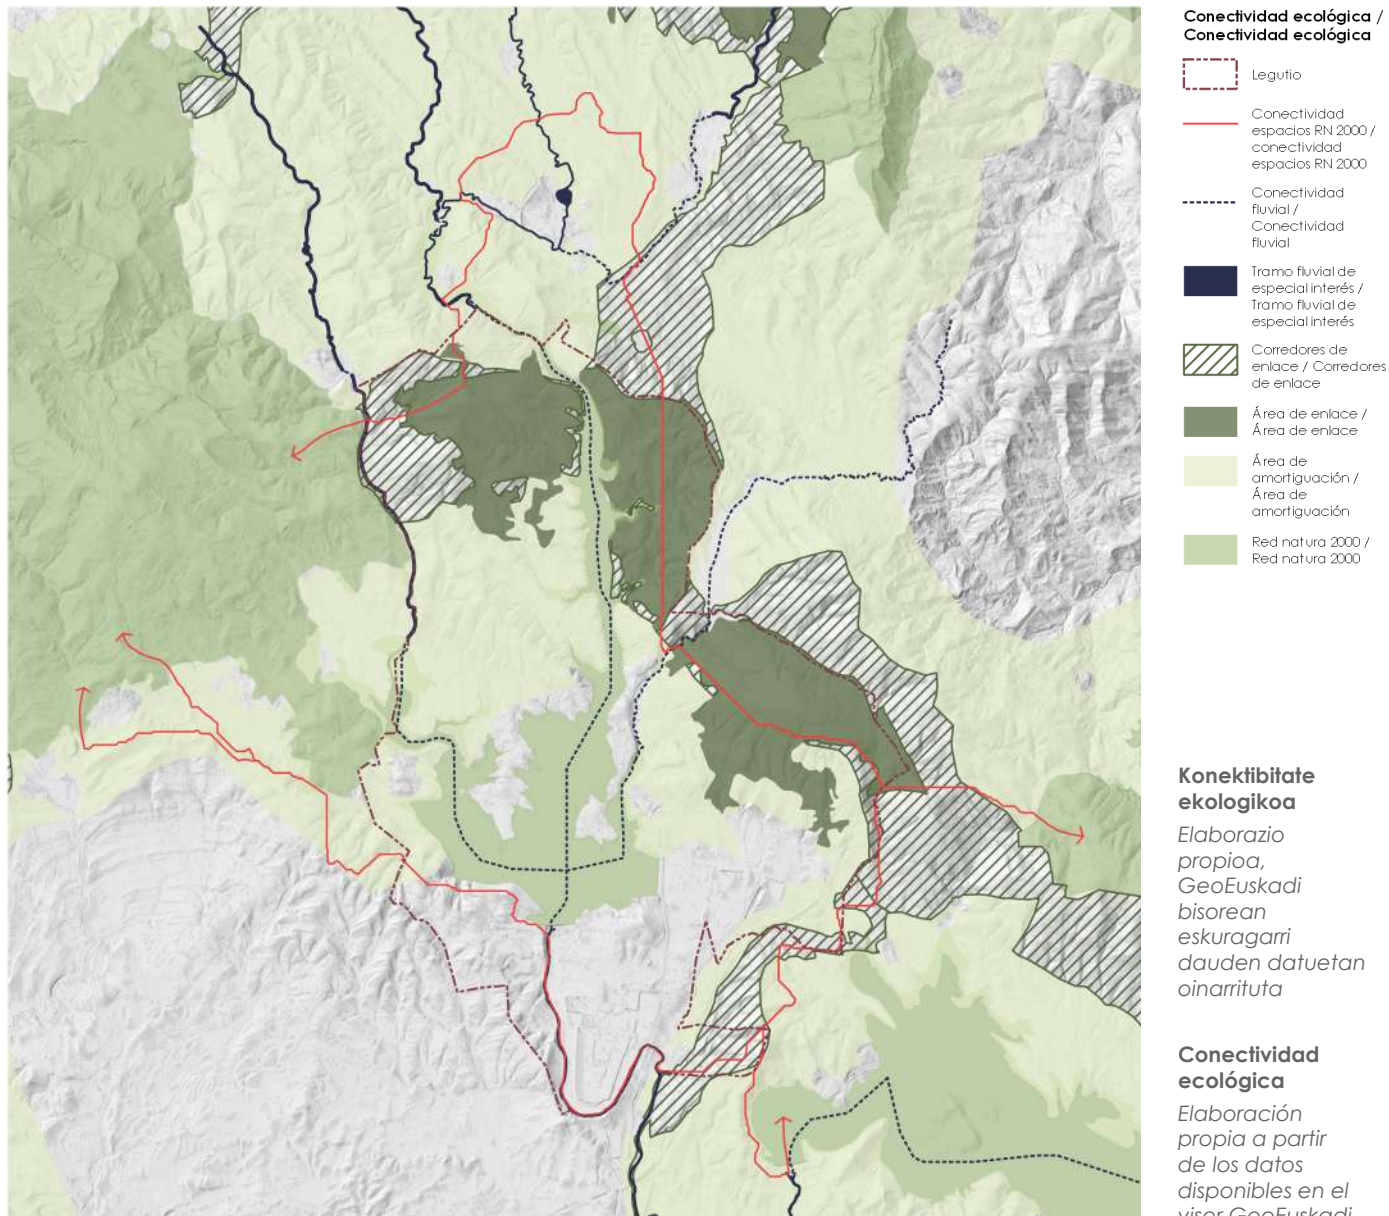 Conectividad ecológica /
Conectividad ecológica
Legutio
Conectividad
espacios RN 2000 /
conectividad
espacios RN 2000
Conectividad
fluvial /
Conectividad
fluvial
Tramo fluvial de
especial interés /
Tramo fluvial de
especial interés
Corredores de
enlace / Corredores
de enlace
Área de enlace /
Área de enlace
Área de
amortiguación /
Área de
amortiguación
Red natura 2000 /
Red natura 2000
Konektibitate
ekologikoa
Elaborazio
propioa,
GeoEuskadi
bisorean
eskuragarri
dauden datuetan
oinarrituta
Conectividad
ecológica
Elaboración
propia a partir
de los datos
disponibles en el
visor GeoEuskadi